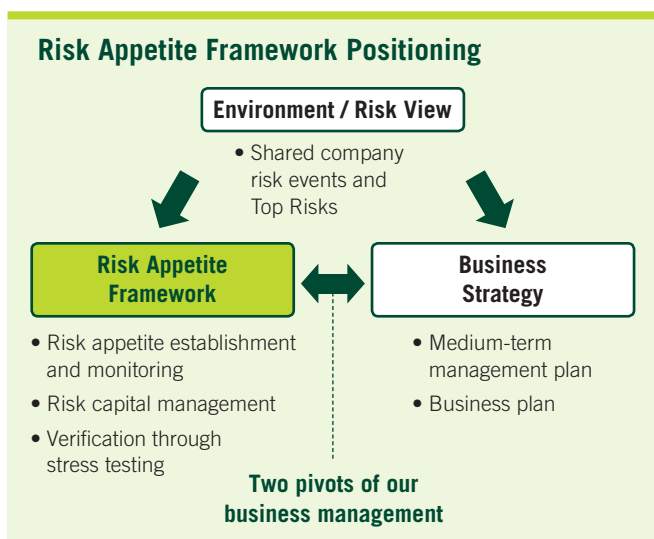 Risk Appetite Framework Positioning
Environment / Risk View
• Shared company
risk events and
Top Risks
Risk Appetite
Framework
• Risk appetite establishment
and monitoring
• Risk capital management
• Verification through
stress testing
Business
Strategy
• Medium-term
management plan
• Business plan
Two pivots of our
business management